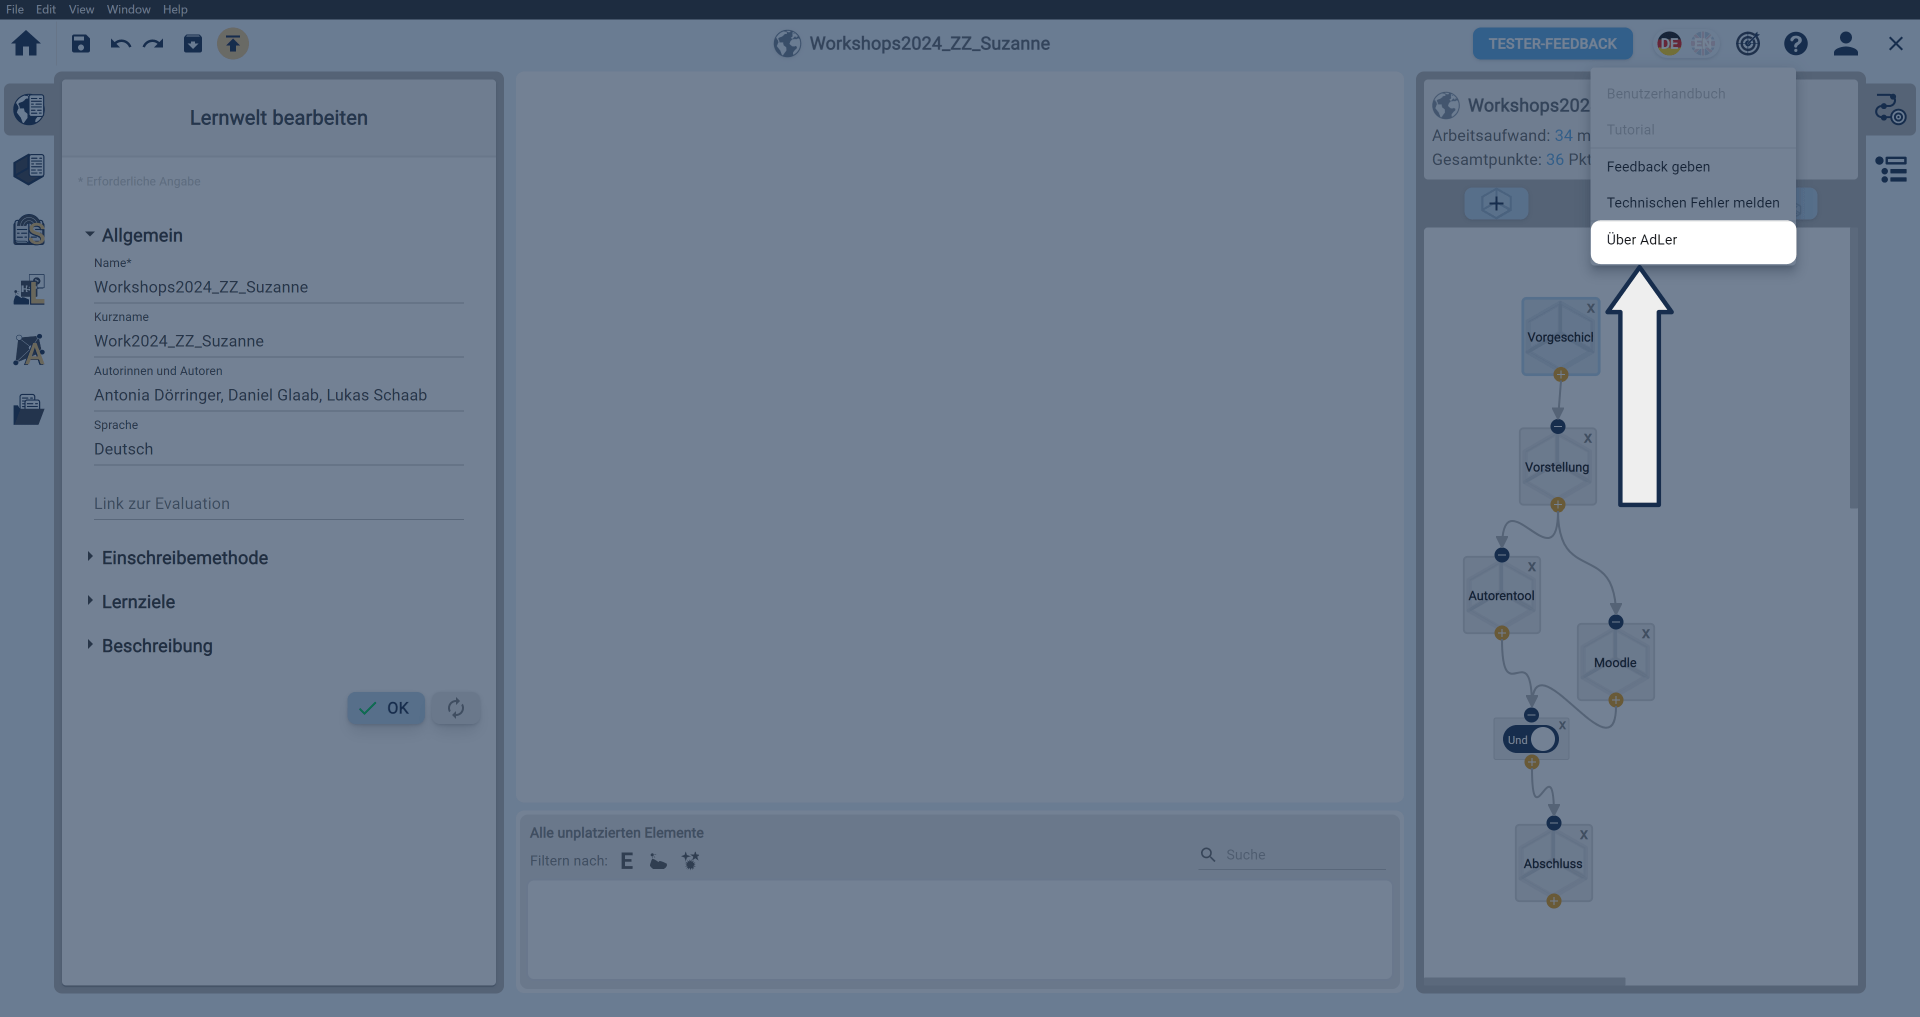 File Edit View Window Help
Workshops2024_ZZ_Suzanne
TESTER-FEEDBACK
DE EN
Lernwelt bearbeiten
* Erforderliche Angabe
Allgemein
Name*
Workshops2024_ZZ_Suzanne
Kurzname
Work2024_ZZ_Suzanne
Autorinnen und Autoren
Antonia Dörringer, Daniel Glaab, Lukas Schaab
Sprache
Deutsch
Link zur Evaluation
Einschreibemethode
Lernziele
Beschreibung
OK
Alle unplatzierten Elemente
Filtern nach: E
Suche
Workshops202
Arbeitsaufwand: 34 m
Gesamtpunkte: 36 Pkt
Benutzerhandbuch
Tutorial
Feedback geben
Technischen Fehler melden
Über AdLer
X
Vorgeschicl
X
Vorstellung
X
Autorentool
X
Moodle
X
Und
X
Abschluss